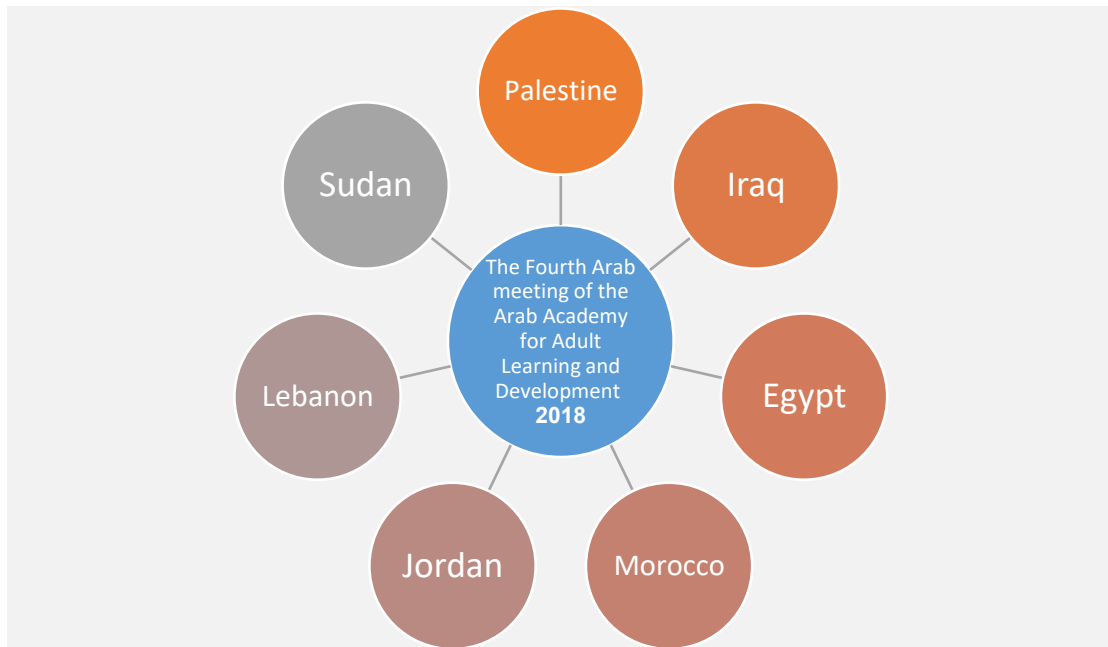 Palestine
Iraq
Egypt
Morocco
Jordan
Lebanon
Sudan
The Fourth Arab
meeting of the
Arab Academy
for Adult
Learning and
Development
2018